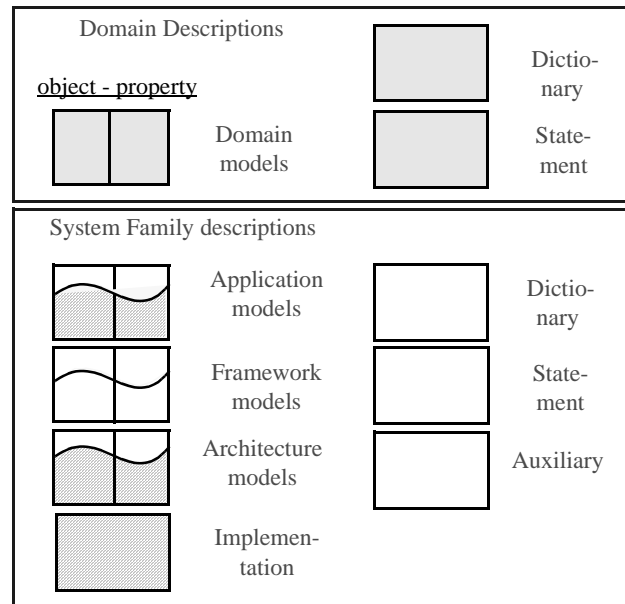 Domain Descriptions
object - property
Domain
models
Dictio-
nary
State-
ment
System Family descriptions
Application
models
Framework
models
Architecture
models
Implemen-
tation
Dictio-
nary
State-
ment
Auxiliary